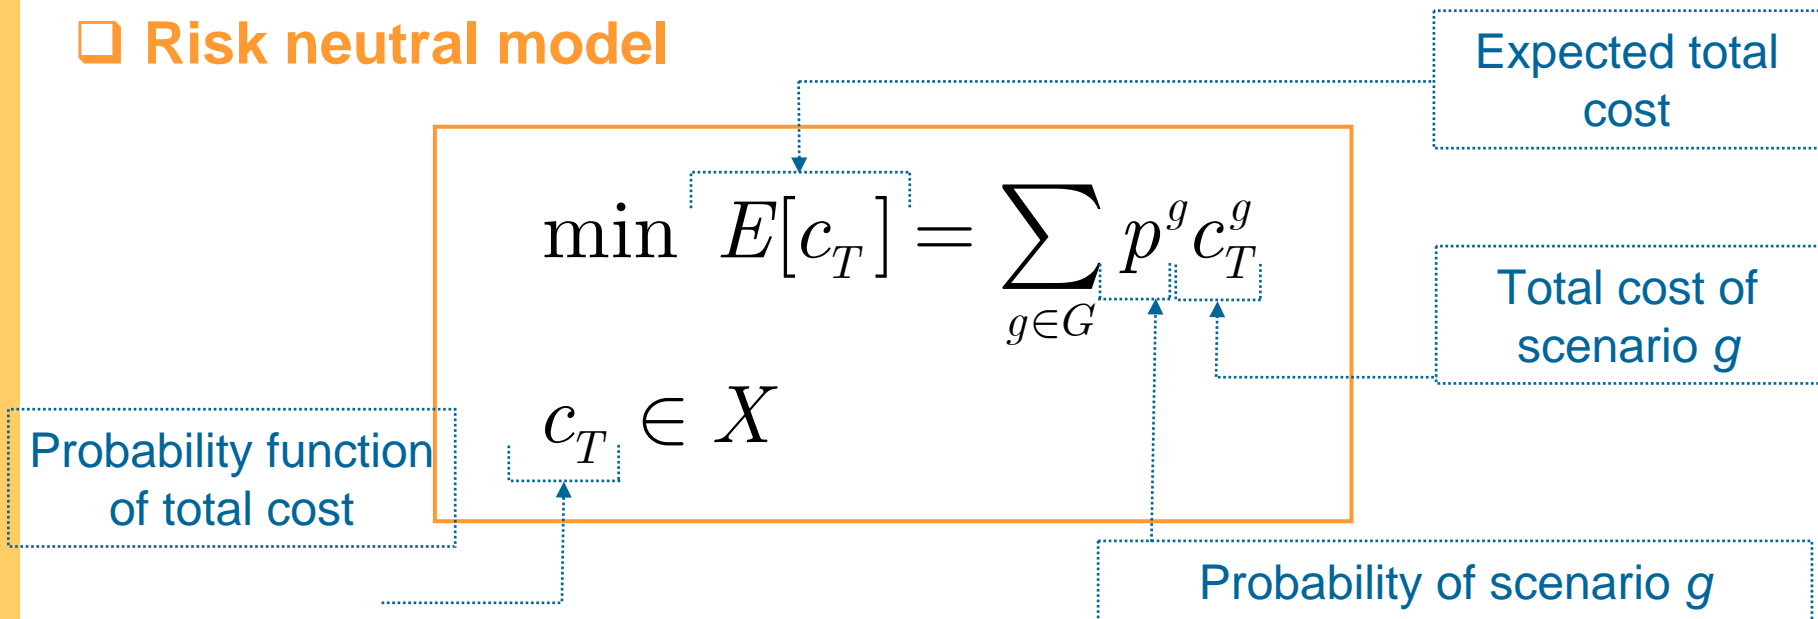 ❑ Risk neutral model
Expected total
cost
min E[c_T] = ∑_{g∈G} p^g c_T^g
Total cost of
scenario g
c_T ∈ X
Probability function
of total cost
Probability of scenario g